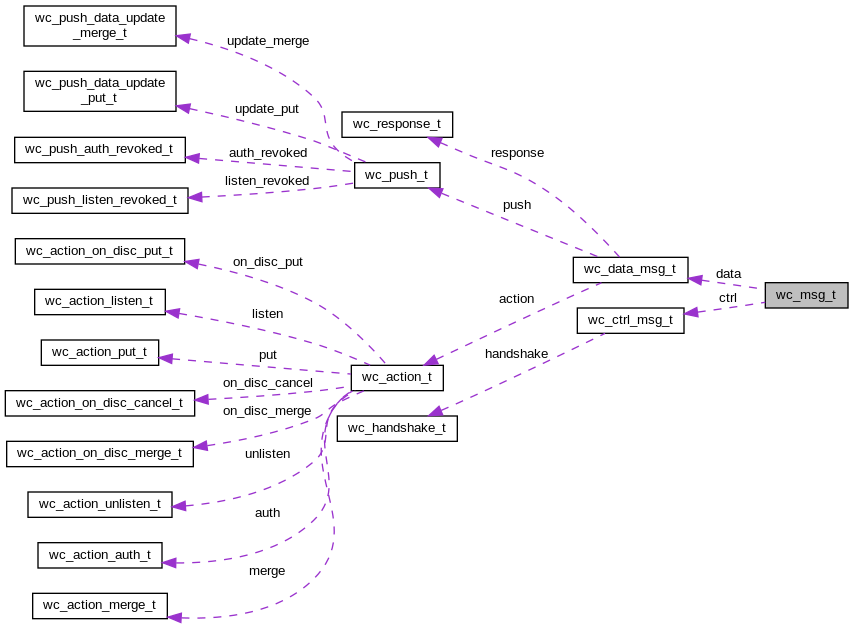 wc_push_data_update
_merge_t
update_merge
wc_push_data_update
_put_t
update_put
wc_response_t
wc_push_auth_revoked_t
auth_revoked
response
wc_push_t
listen_revoked
wc_push_listen_revoked_t
push
wc_action_on_disc_put_t
on_disc_put
wc_data_msg_t
data
wc_msg_t
wc_action_listen_t
action
ctrl
listen
wc_ctrl_msg_t
wc_action_put_t
put
handshake
wc_action_t
on_disc_cancel
wc_action_on_disc_cancel_t
on_disc_merge
wc_handshake_t
wc_action_on_disc_merge_t
unlisten
wc_action_unlisten_t
auth
wc_action_auth_t
merge
wc_action_merge_t